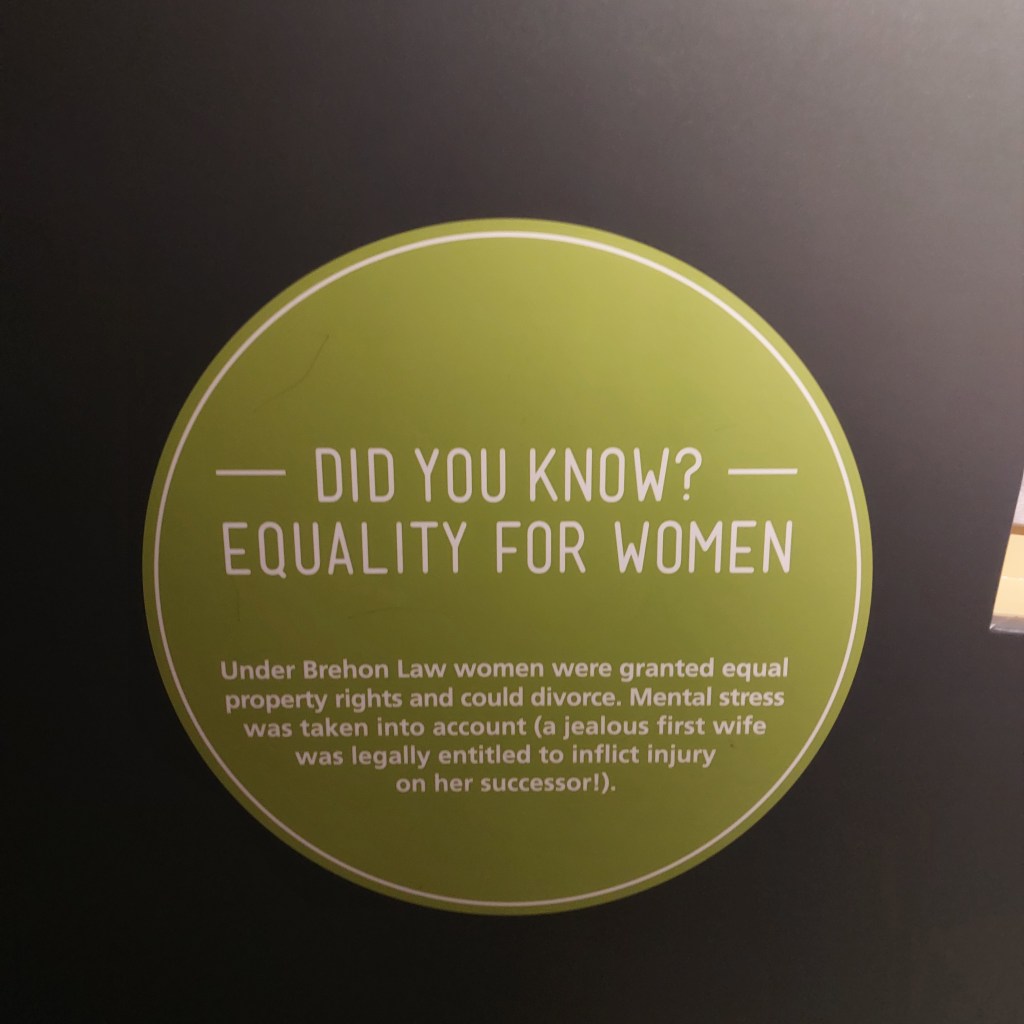 DID YOU KNOW?
EQUALITY FOR WOMEN
Under Brehon Law women were granted equal
property rights and could divorce. Mental stress
was taken into account (a jealous first wife
was legally entitled to inflict injury
on her successor!).